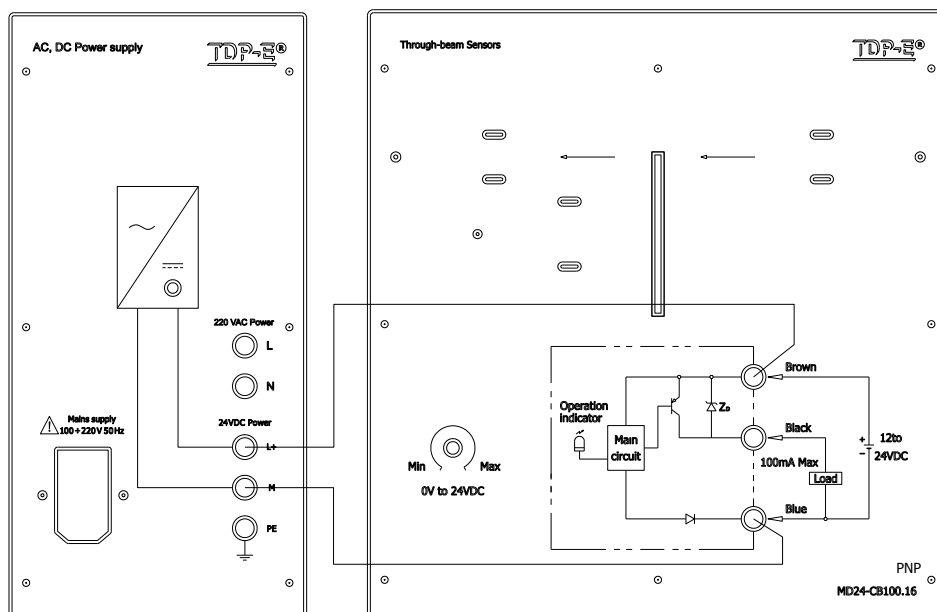 AC, DC Power supply
TDP-E®
220 VAC Power
L
N
Mains supply
100÷220V 50Hz
24VDC Power
L+
M
PE
Through-beam Sensors
TDP-E®
Brown
Operation
indicator
ZD
Main
circuit
Black
100mA Max
Load
+
−
12to
24VDC
Min
Max
0V to 24VDC
Blue
PNP
MD24-CB100.16